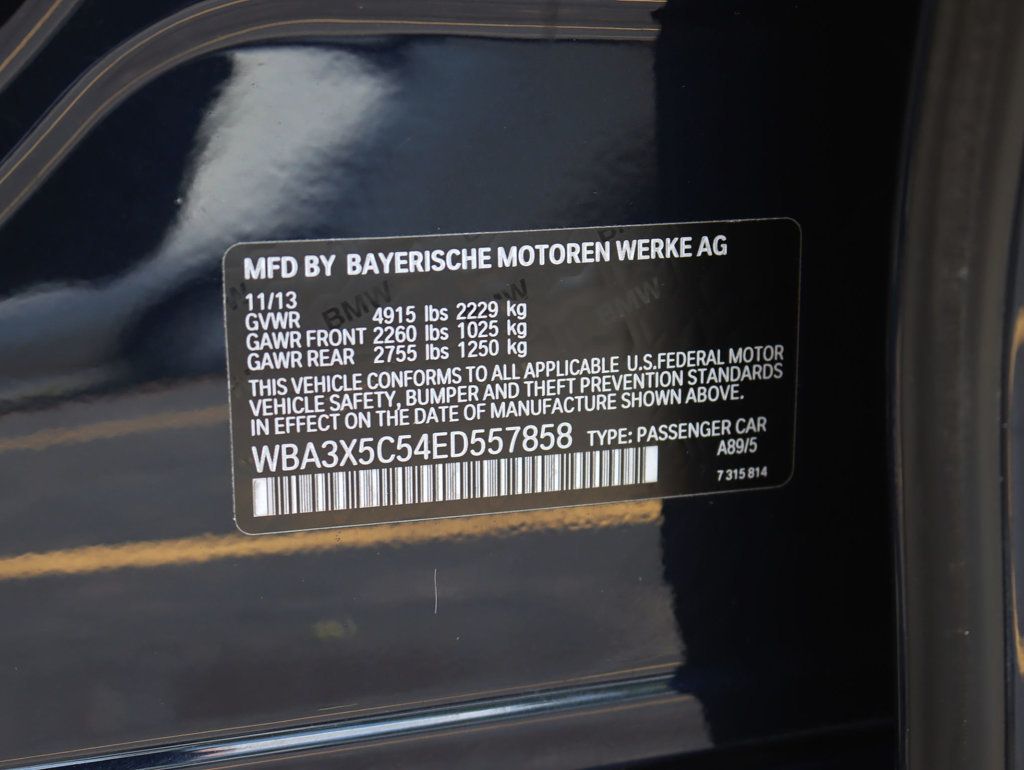 MFD BY BAYERISCHE MOTOREN WERKE AG
11/13
GVWR 4915 lbs 2229 kg
GAWR FRONT 2260 lbs 1025 kg
GAWR REAR 2755 lbs 1250 kg
THIS VEHICLE CONFORMS TO ALL APPLICABLE U.S.FEDERAL MOTOR
VEHICLE SAFETY, BUMPER AND THEFT PREVENTION STANDARDS
IN EFFECT ON THE DATE OF MANUFACTURE SHOWN ABOVE.
WBA3X5C54ED557858 TYPE: PASSENGER CAR
A89/5
7 315 814
BMW
BMW